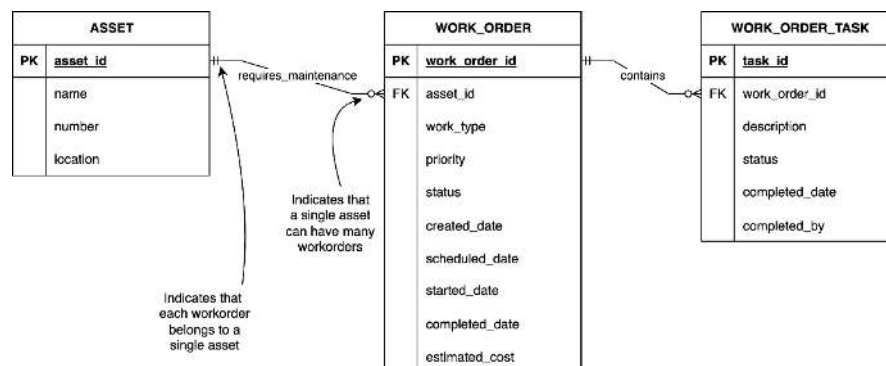 ASSET
PK asset_id
name
number
location
requires_maintenance
Indicates that
each workorder
belongs to a
single asset
Indicates that
a single asset
can have many
workorders
WORK_ORDER
PK work_order_id
FK asset_id
work_type
priority
status
created_date
scheduled_date
started_date
completed_date
estimated_cost
contains
WORK_ORDER_TASK
PK task_id
FK work_order_id
description
status
completed_date
completed_by